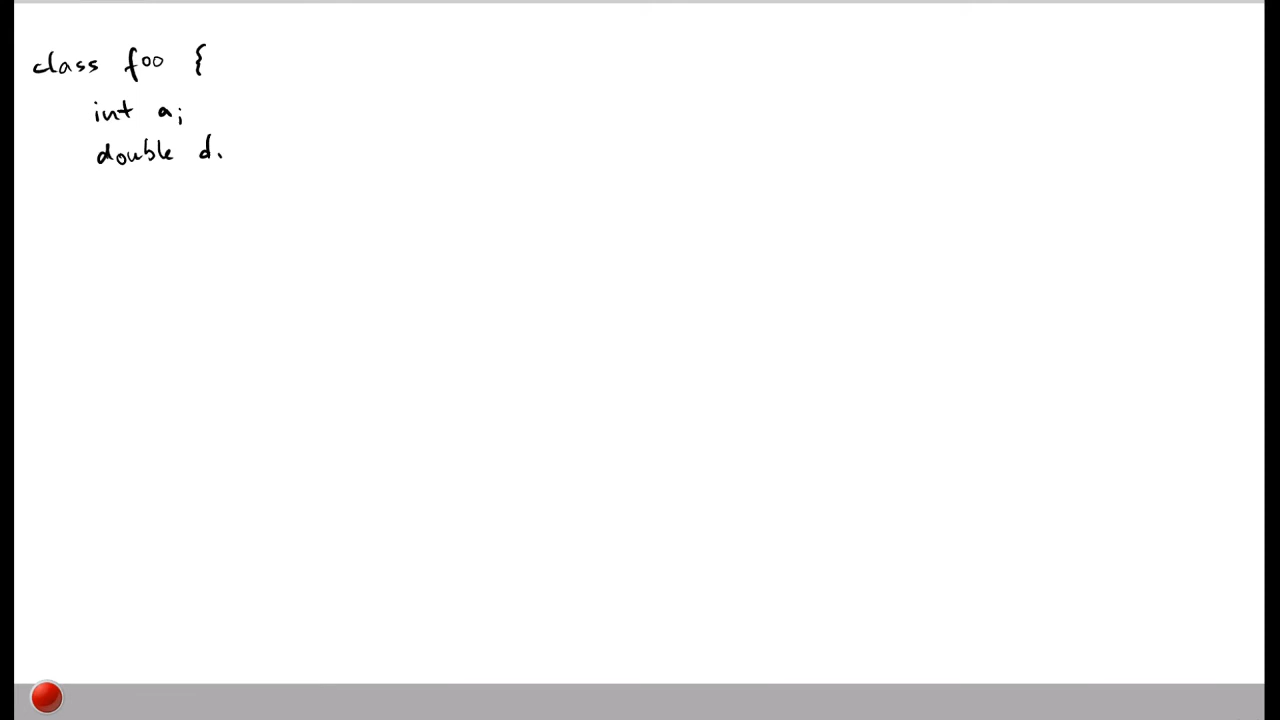 class foo {
int a;
double d.